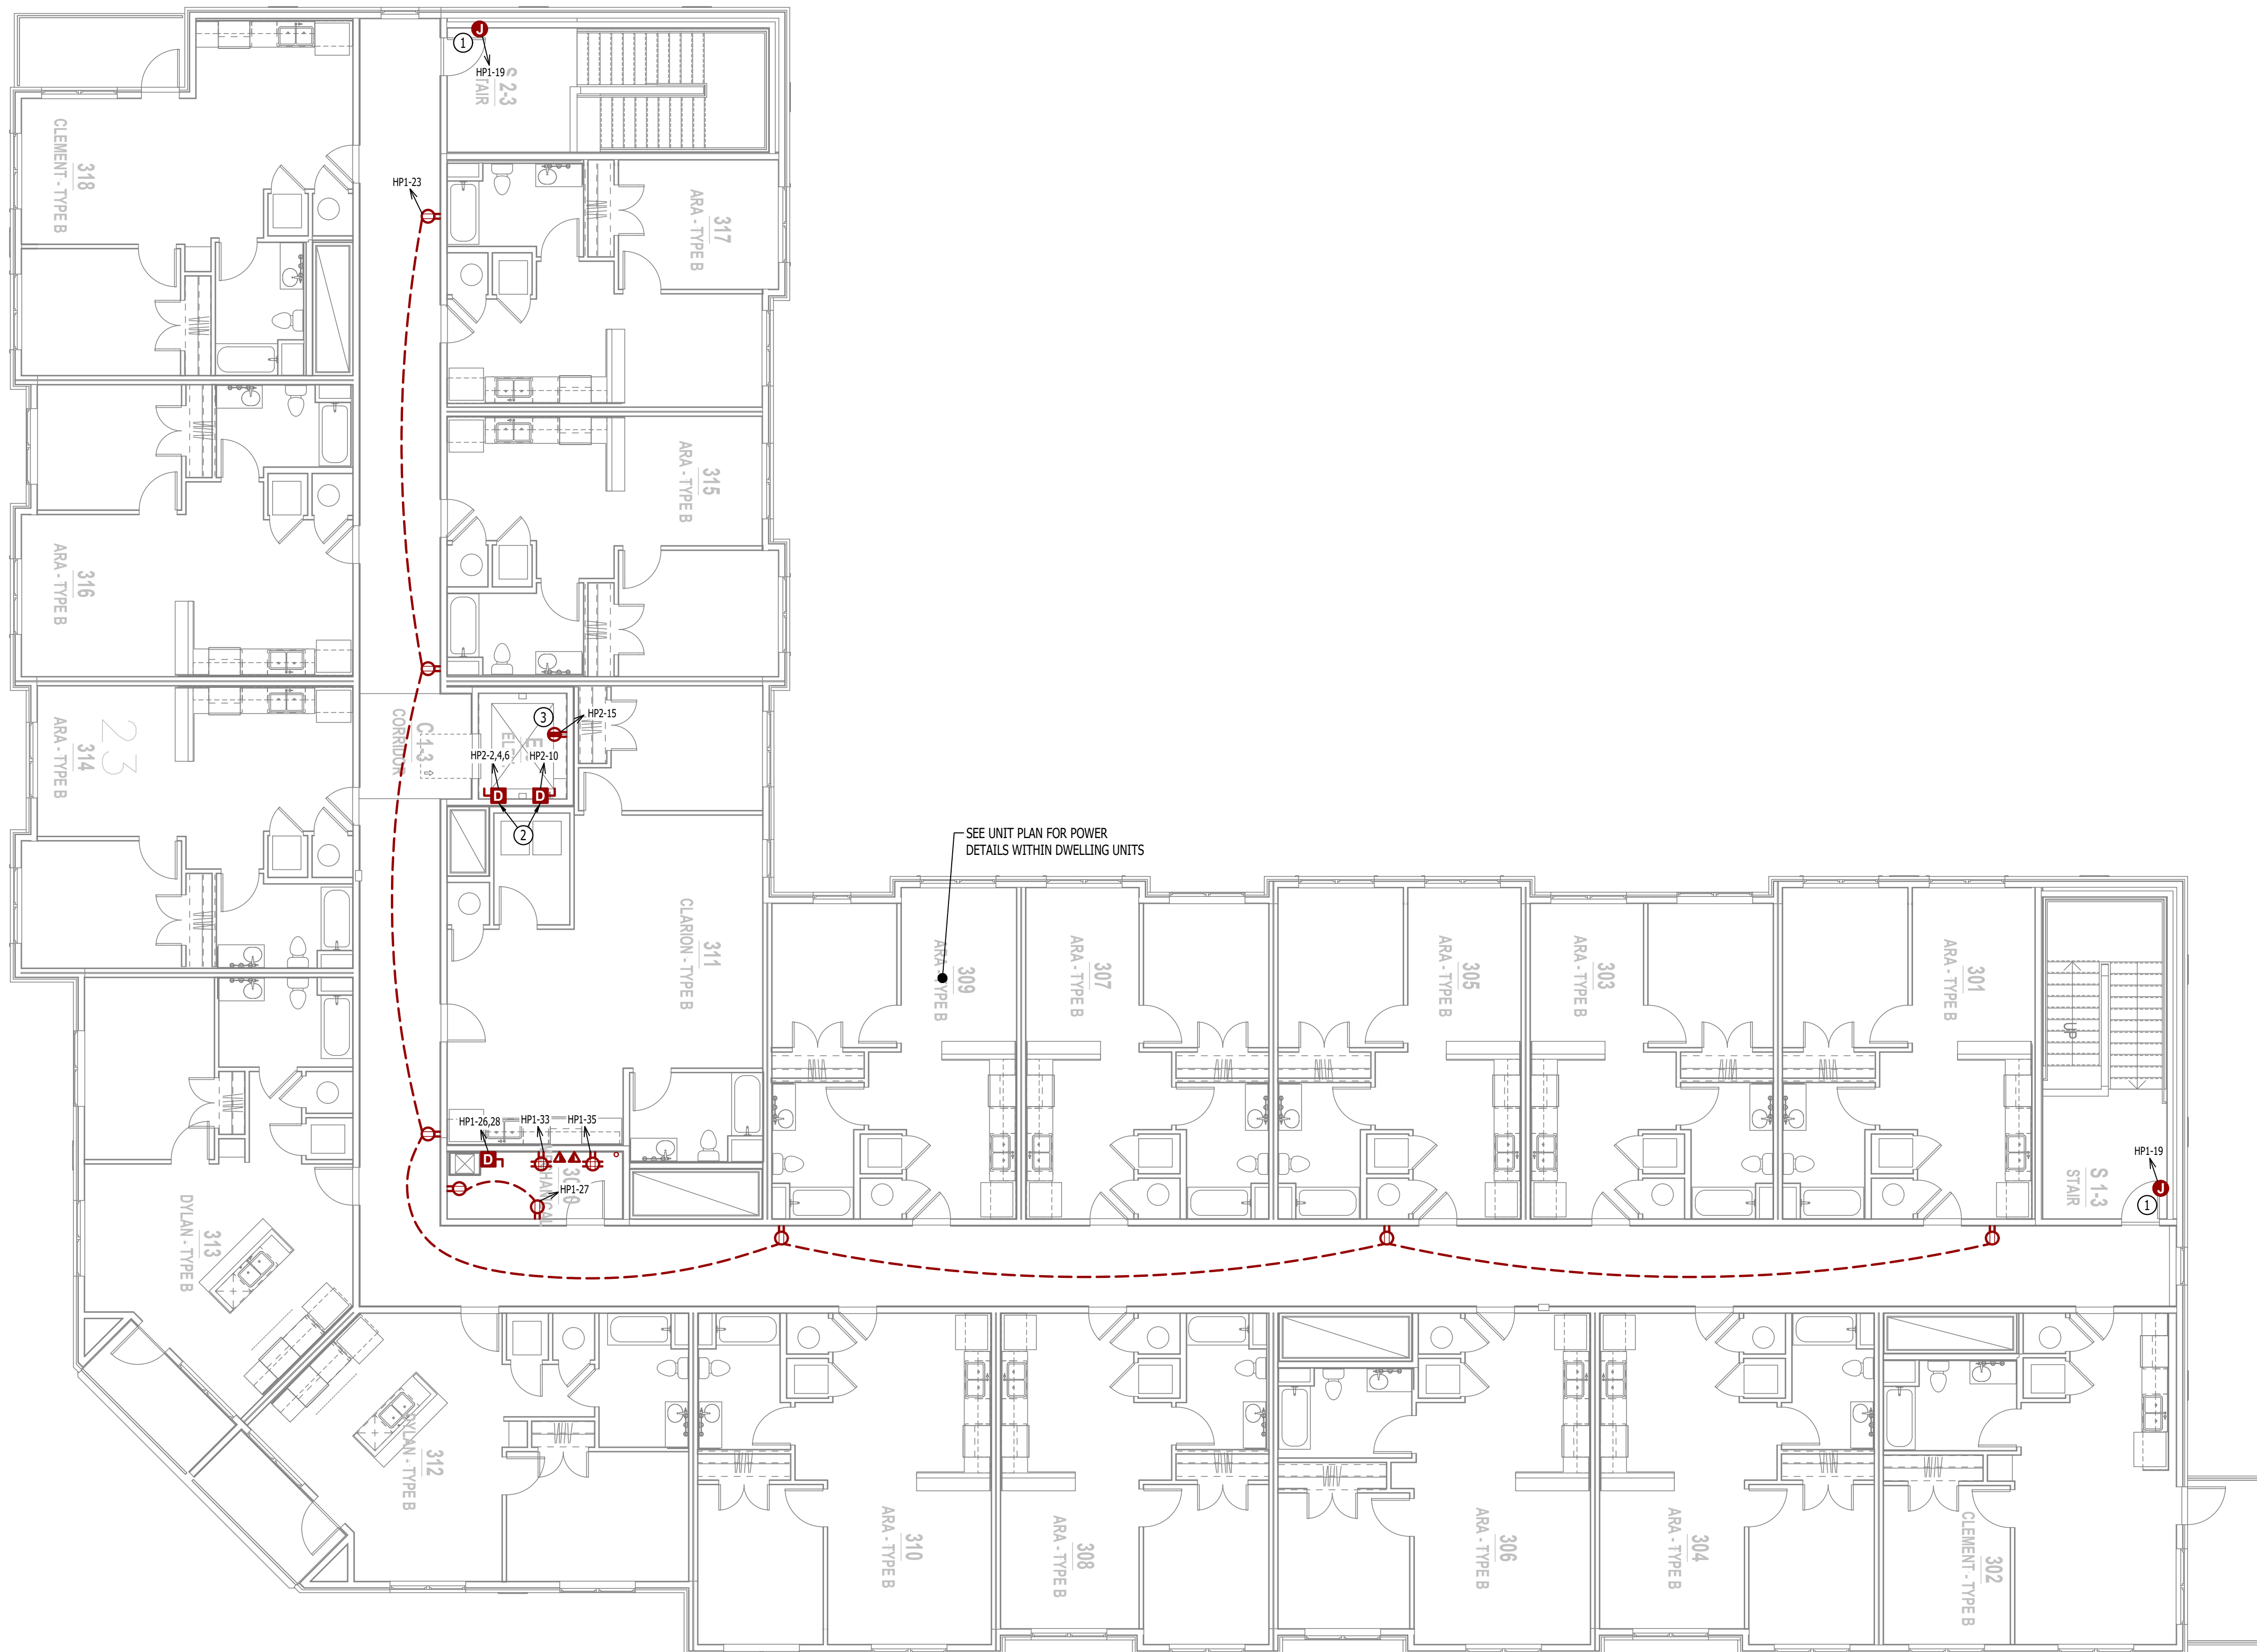 J
1
HP1-19
S 2-3
STAIR
318
CLEMENT - TYPE B
HP1-23
317
ARA - TYPE B
315
ARA - TYPE B
316
ARA - TYPE B
23
314
ARA - TYPE B
C 1-3
CORRIDOR
3
HP2-15
HP2-2,4,6
HP2-10
D
D
2
SEE UNIT PLAN FOR POWER
DETAILS WITHIN DWELLING UNITS
311
CLARION - TYPE B
309
ARA - TYPE B
307
ARA - TYPE B
305
ARA - TYPE B
303
ARA - TYPE B
301
ARA - TYPE B
UP
HP1-26,28
HP1-33
HP1-35
D
HP1-27
300
MECHANICAL
HP1-19
J
1
S 1-3
STAIR
313
DYLAN - TYPE B
312
DYLAN - TYPE B
310
ARA - TYPE B
308
ARA - TYPE B
306
ARA - TYPE B
304
ARA - TYPE B
302
CLEMENT - TYPE B